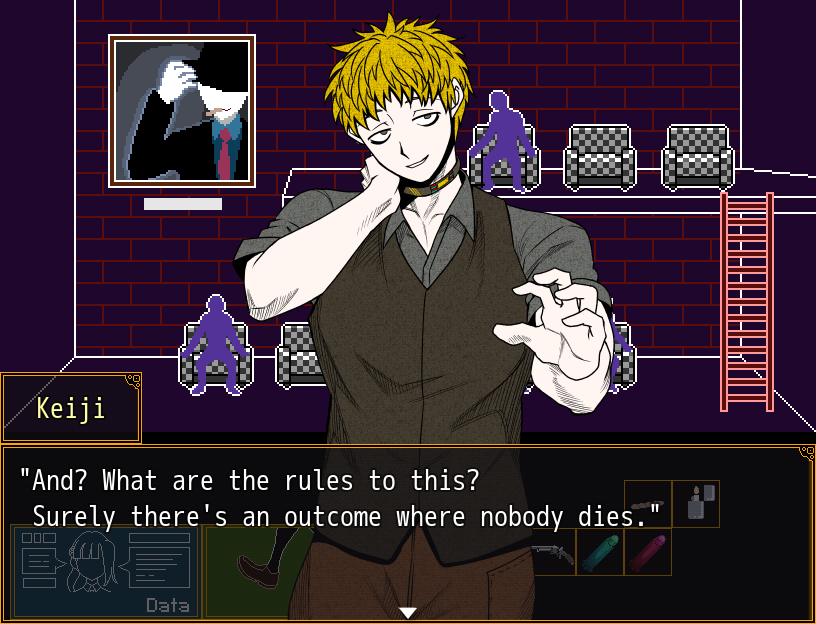 Keiji
"And? What are the rules to this?
Surely there's an outcome where nobody dies."
Data